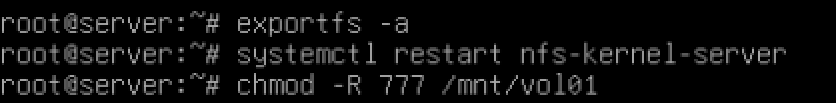 root@server:~# exportfs -a
root@server:~# systemctl restart nfs-kernel-server
root@server:~# chmod -R 777 /mnt/vol01